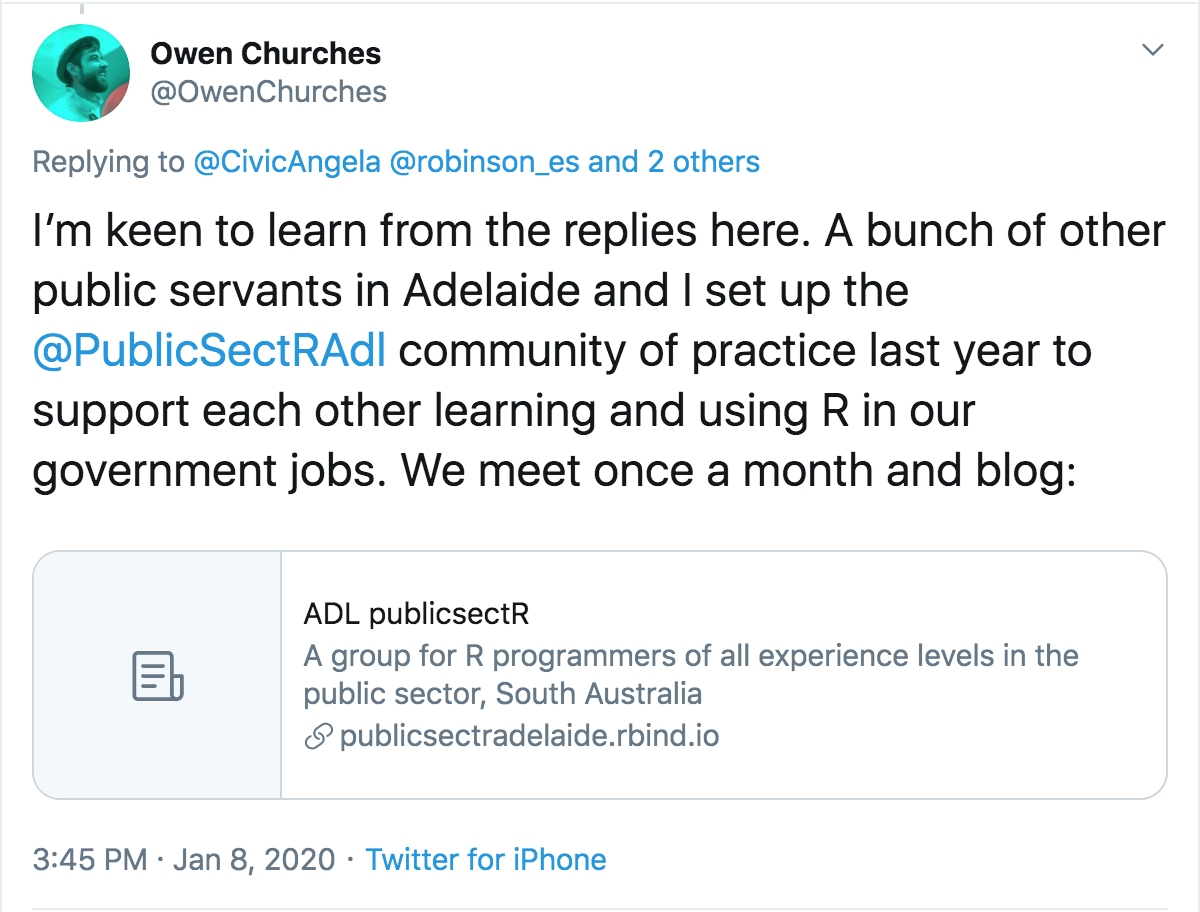 Owen Churches
@OwenChurches
Replying to @CivicAngela @robinson_es and 2 others
I’m keen to learn from the replies here. A bunch of other
public servants in Adelaide and I set up the
@PublicSectRAdl community of practice last year to
support each other learning and using R in our
government jobs. We meet once a month and blog:
ADL publicsectR
A group for R programmers of all experience levels in the
public sector, South Australia
publicsectradelaide.rbind.io
3:45 PM · Jan 8, 2020 · Twitter for iPhone